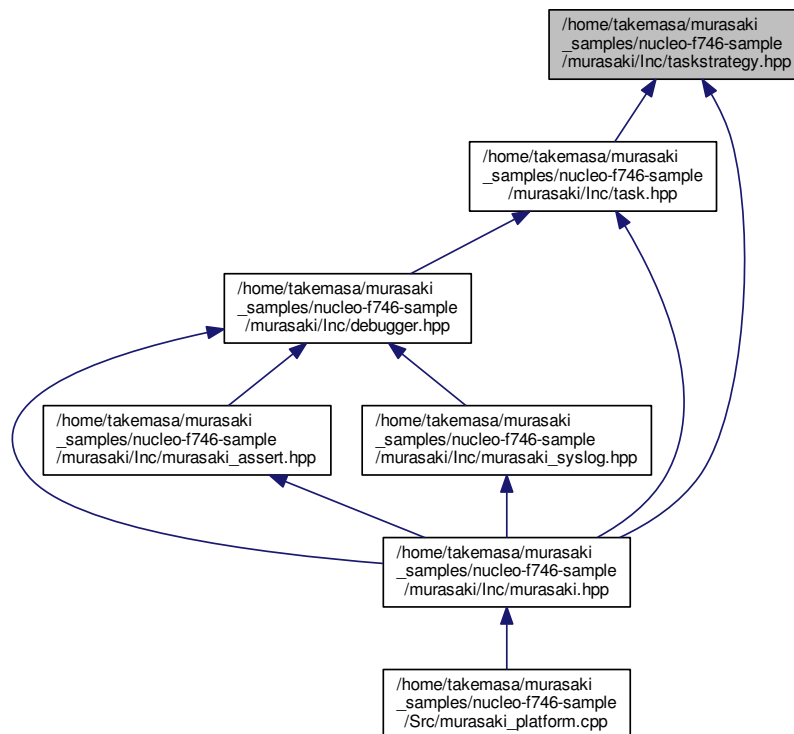 /home/takemasa/murasaki
_samples/nucleo-f746-sample
/murasaki/Inc/taskstrategy.hpp
/home/takemasa/murasaki
_samples/nucleo-f746-sample
/murasaki/Inc/task.hpp
/home/takemasa/murasaki
_samples/nucleo-f746-sample
/murasaki/Inc/debugger.hpp
/home/takemasa/murasaki
_samples/nucleo-f746-sample
/murasaki/Inc/murasaki_assert.hpp
/home/takemasa/murasaki
_samples/nucleo-f746-sample
/murasaki/Inc/murasaki_syslog.hpp
/home/takemasa/murasaki
_samples/nucleo-f746-sample
/murasaki/Inc/murasaki.hpp
/home/takemasa/murasaki
_samples/nucleo-f746-sample
/Src/murasaki_platform.cpp